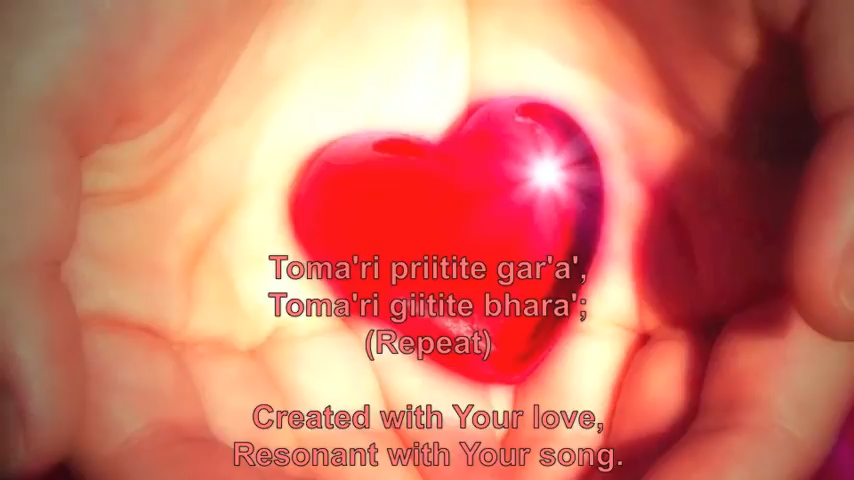 Toma'ri priitite gar'a',
Toma'ri giitite bhara';
(Repeat)
Created with Your love,
Resonant with Your song.